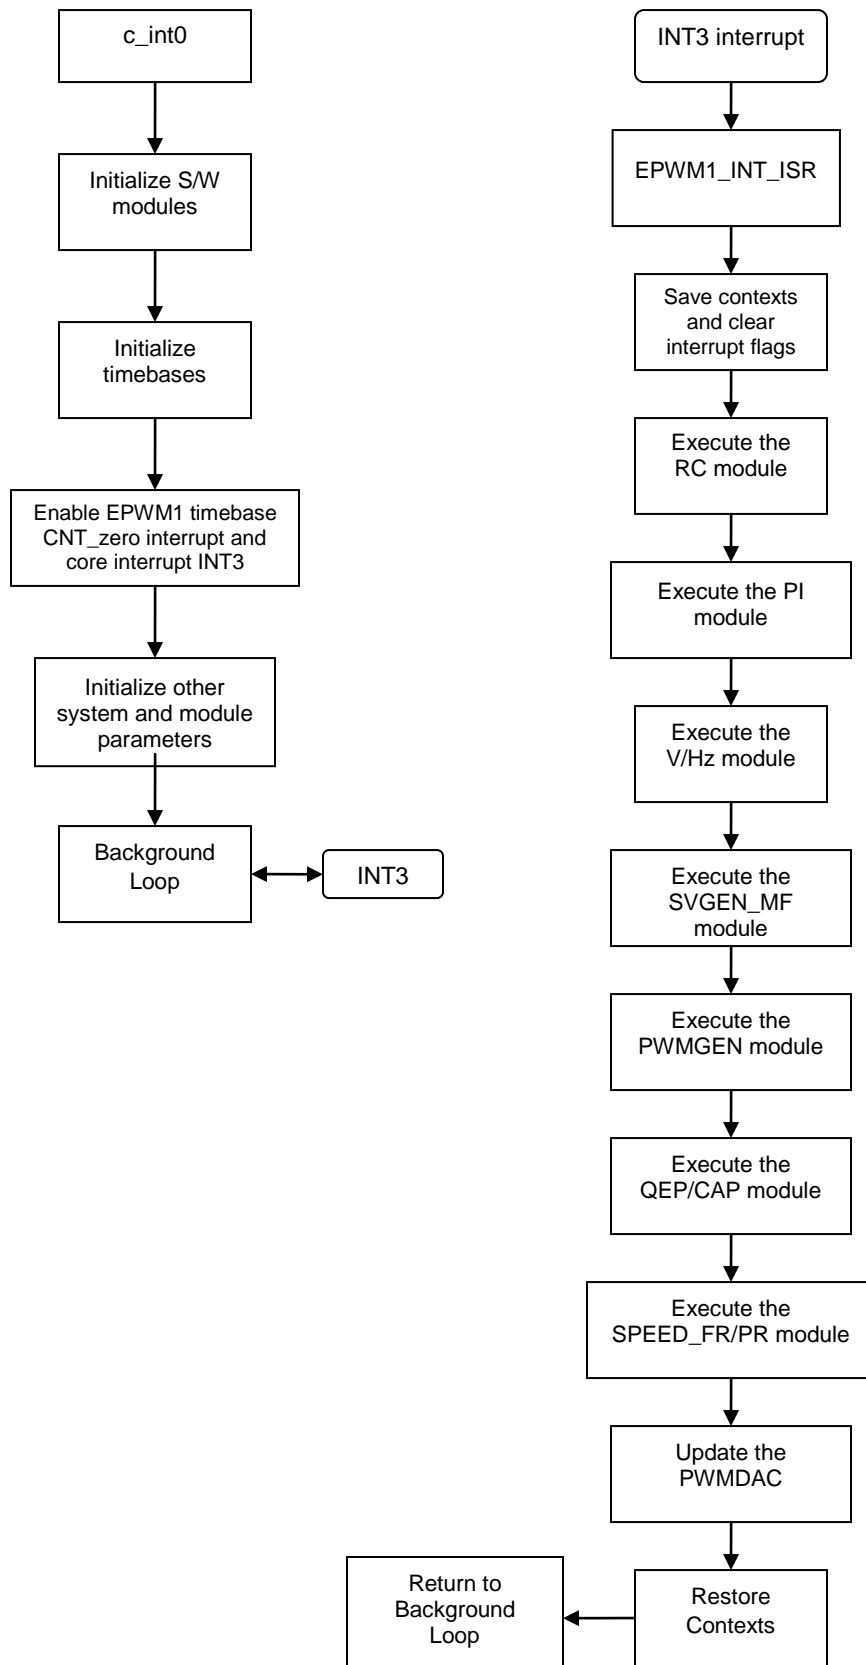 c_int0
Initialize S/W
modules
Initialize
timebases
Enable EPWM1 timebase
CNT_zero interrupt and
core interrupt INT3
Initialize other
system and module
parameters
Background
Loop
INT3
INT3 interrupt
EPWM1_INT_ISR
Save contexts
and clear
interrupt flags
Execute the
RC module
Execute the PI
module
Execute the
V/Hz module
Execute the
SVGEN_MF
module
Execute the
PWMGEN module
Execute the
QEP/CAP module
Execute the
SPEED_FR/PR module
Update the
PWMDAC
Restore
Contexts
Return to
Background
Loop